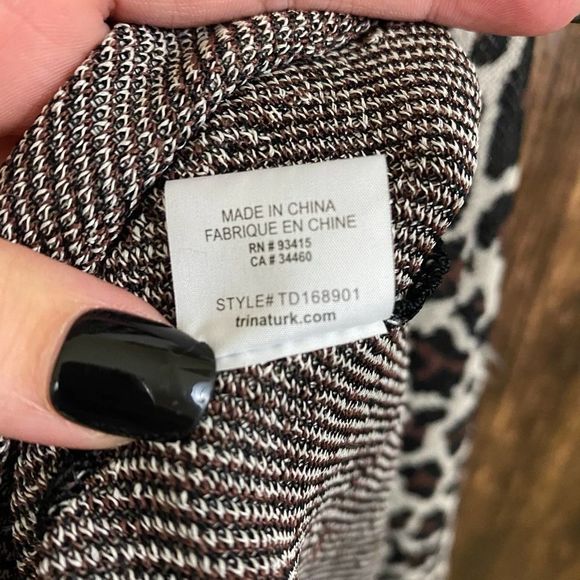 MADE IN CHINA
FABRIQUE EN CHINE
RN # 93415
CA # 34460
STYLE# TD168901
trinaturk.com